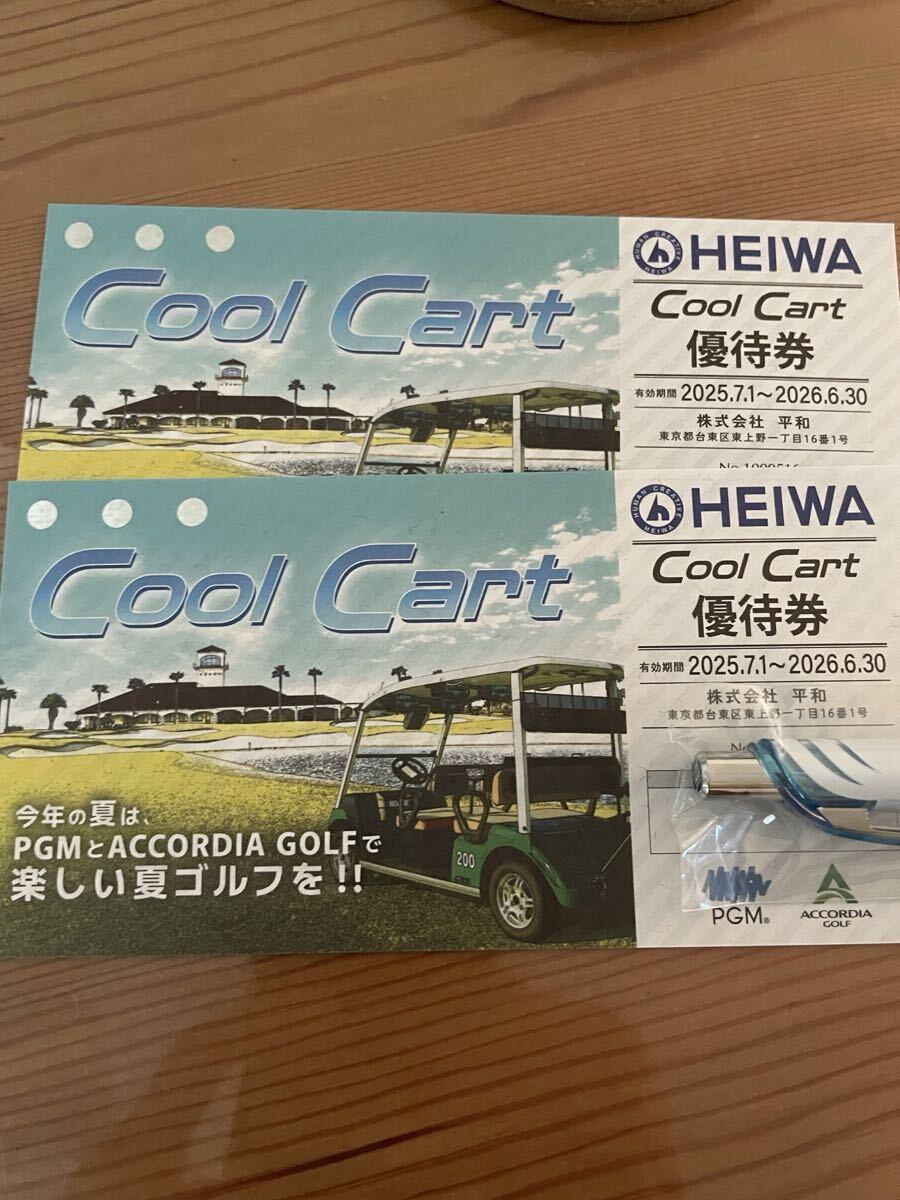 Cool Cart
HUMAN CREATIVE
HEIWA
HEIWA
Cool Cart
優待券
有効期間 2025.7.1～2026.6.30
株式会社 平和
東京都台東区東上野一丁目16番1号
Cool Cart
今年の夏は、
PGMとACCORDIA GOLFで
楽しい夏ゴルフを!!
200
HUMAN CREATIVE
HEIWA
HEIWA
Cool Cart
優待券
有効期間 2025.7.1～2026.6.30
株式会社 平和
東京都台東区東上野一丁目16番1号
PGM®
ACCORDIA
GOLF